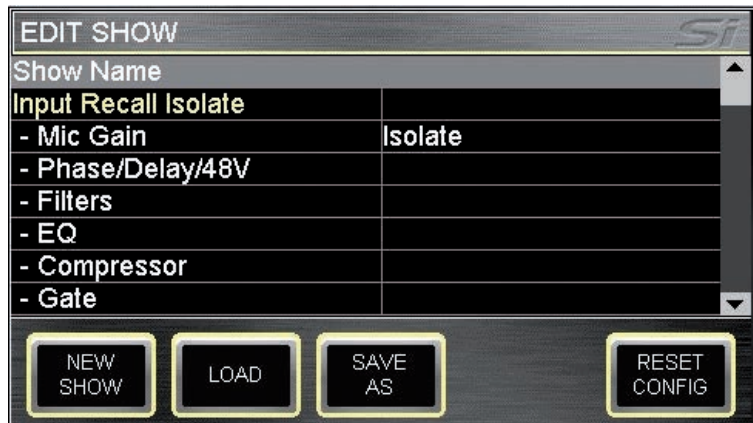 EDIT SHOW
Si
Show Name
Input Recall Isolate
- Mic Gain Isolate
- Phase/Delay/48V
- Filters
- EQ
- Compressor
- Gate
NEW SHOW
LOAD
SAVE AS
RESET CONFIG